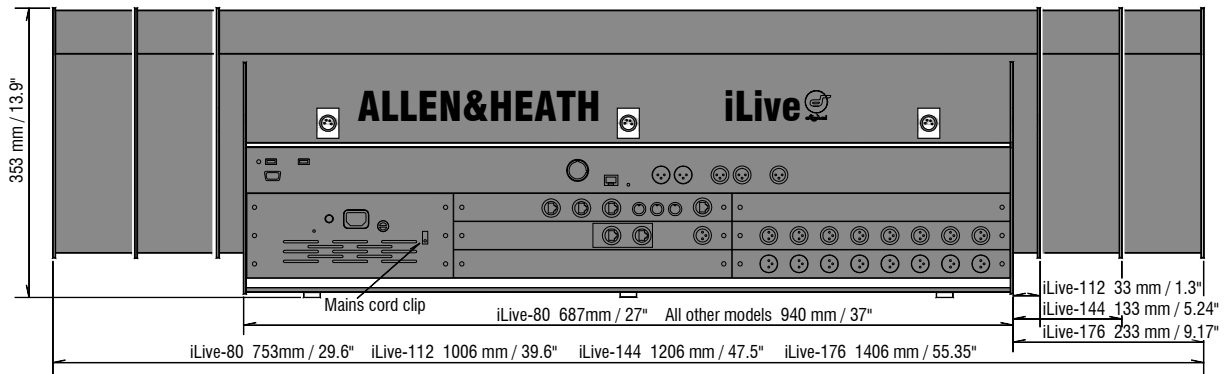 ALLEN&HEATH iLive
353 mm / 13.9"
Mains cord clip
iLive-112 33 mm / 1.3"
iLive-80 687mm / 27" All other models 940 mm / 37"
iLive-144 133 mm / 5.24"
iLive-176 233 mm / 9.17"
iLive-80 753mm / 29.6" iLive-112 1006 mm / 39.6" iLive-144 1206 mm / 47.5" iLive-176 1406 mm / 55.35"